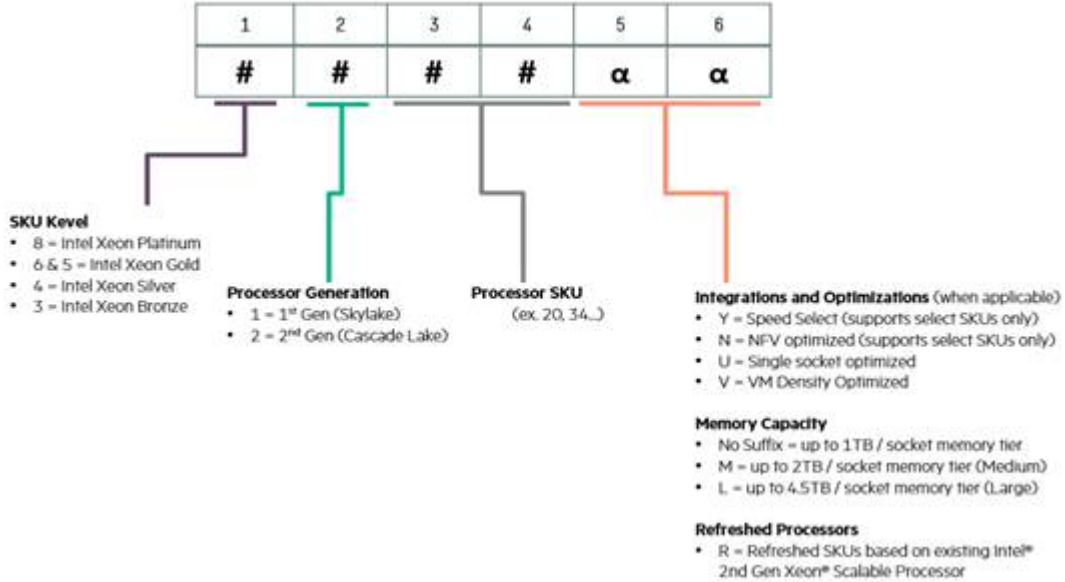 1 2 3 4 5 6
# # # # α α
SKU Kevel
• 8 = Intel Xeon Platinum
• 6 & 5 = Intel Xeon Gold
• 4 = Intel Xeon Silver
• 3 = Intel Xeon Bronze
Processor Generation
• 1 = 1st Gen (Skylake)
• 2 = 2nd Gen (Cascade Lake)
Processor SKU
(ex. 20, 34...)
Integrations and Optimizations (when applicable)
• Y = Speed Select (supports select SKUs only)
• N = NFV optimized (supports select SKUs only)
• U = Single socket optimized
• V = VM Density Optimized
Memory Capacity
• No Suffix = up to 1TB / socket memory tier
• M = up to 2TB / socket memory tier (Medium)
• L = up to 4.5TB / socket memory tier (Large)
Refreshed Processors
• R = Refreshed SKUs based on existing Intel®
2nd Gen Xeon® Scalable Processor